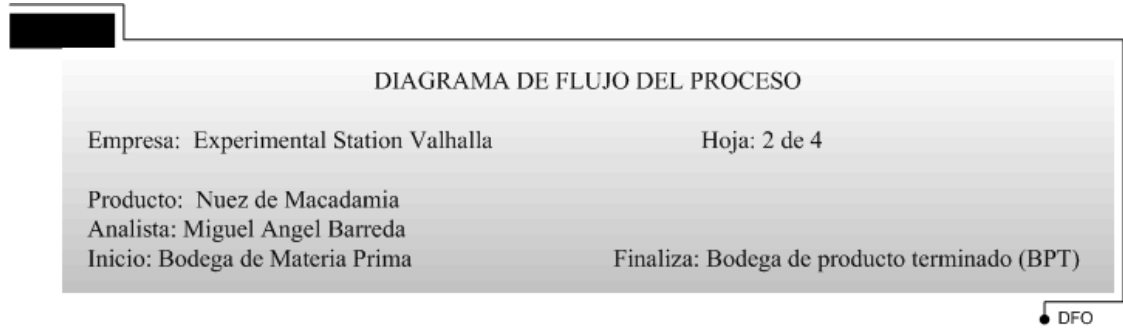 DIAGRAMA DE FLUJO DEL PROCESO
Empresa: Experimental Station Valhalla Hoja: 2 de 4
Producto: Nuez de Macadamia
Analista: Miguel Angel Barreda
Inicio: Bodega de Materia Prima Finaliza: Bodega de producto terminado (BPT)
DFO